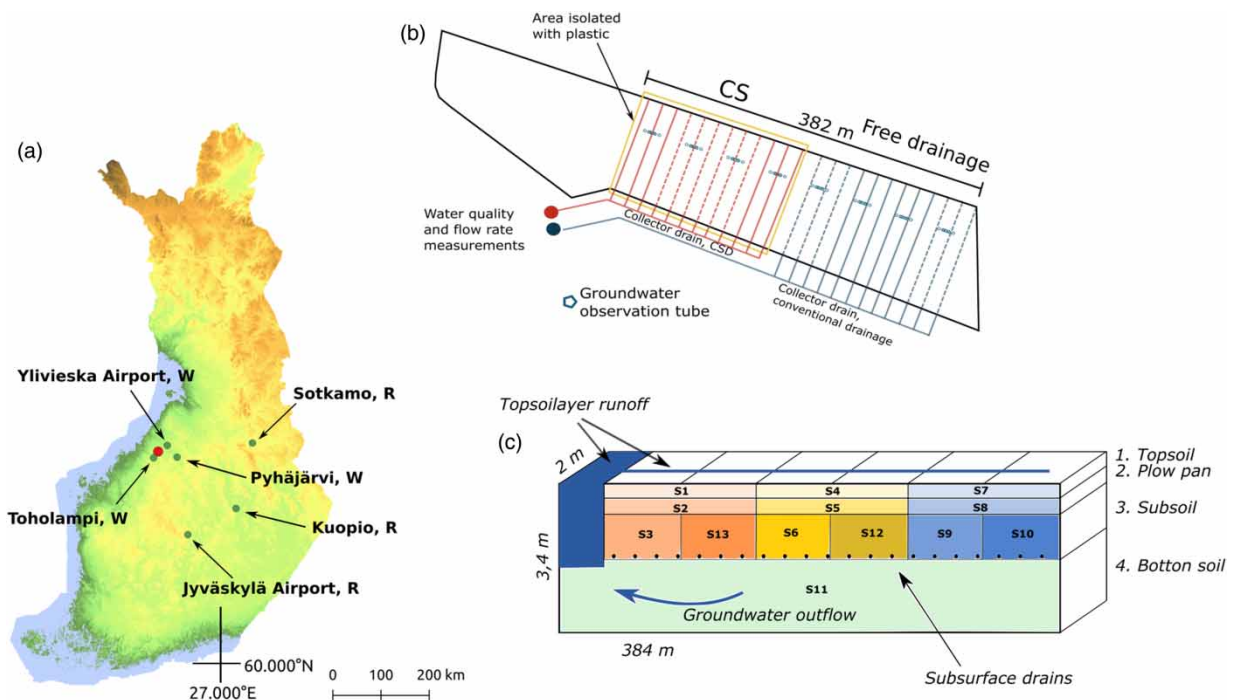 (a)
Ylivieska Airport, W
Sotkamo, R
Pyhäjärvi, W
Toholampi, W
Kuopio, R
Jyväskylä Airport, R
60.000°N
27.000°E
0
100
200 km
(b)
Area isolated
with plastic
CS
382 m
Free drainage
Water quality
and flow rate
measurements
Collector drain, CSD
Collector drain,
conventional drainage
Groundwater
observation tube
(c)
Topsoilayer runoff
2 m
3,4 m
384 m
1. Topsoil
2. Plow pan
3. Subsoil
4. Botton soil
S1
S4
S7
S2
S5
S8
S3
S13
S6
S12
S9
S10
S11
Groundwater outflow
Subsurface drains